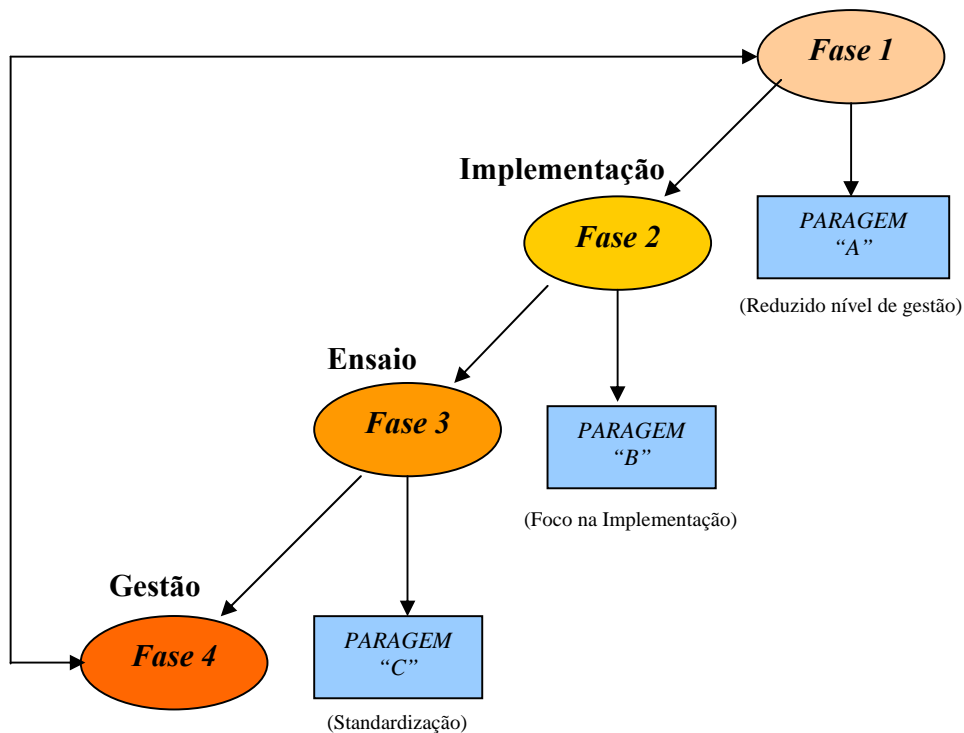 Fase 1
Implementação
PARAGEM
“A”
Fase 2
(Reduzido nível de gestão)
Ensaio
Fase 3
PARAGEM
“B”
(Foco na Implementação)
Gestão
Fase 4
PARAGEM
“C”
(Standardização)